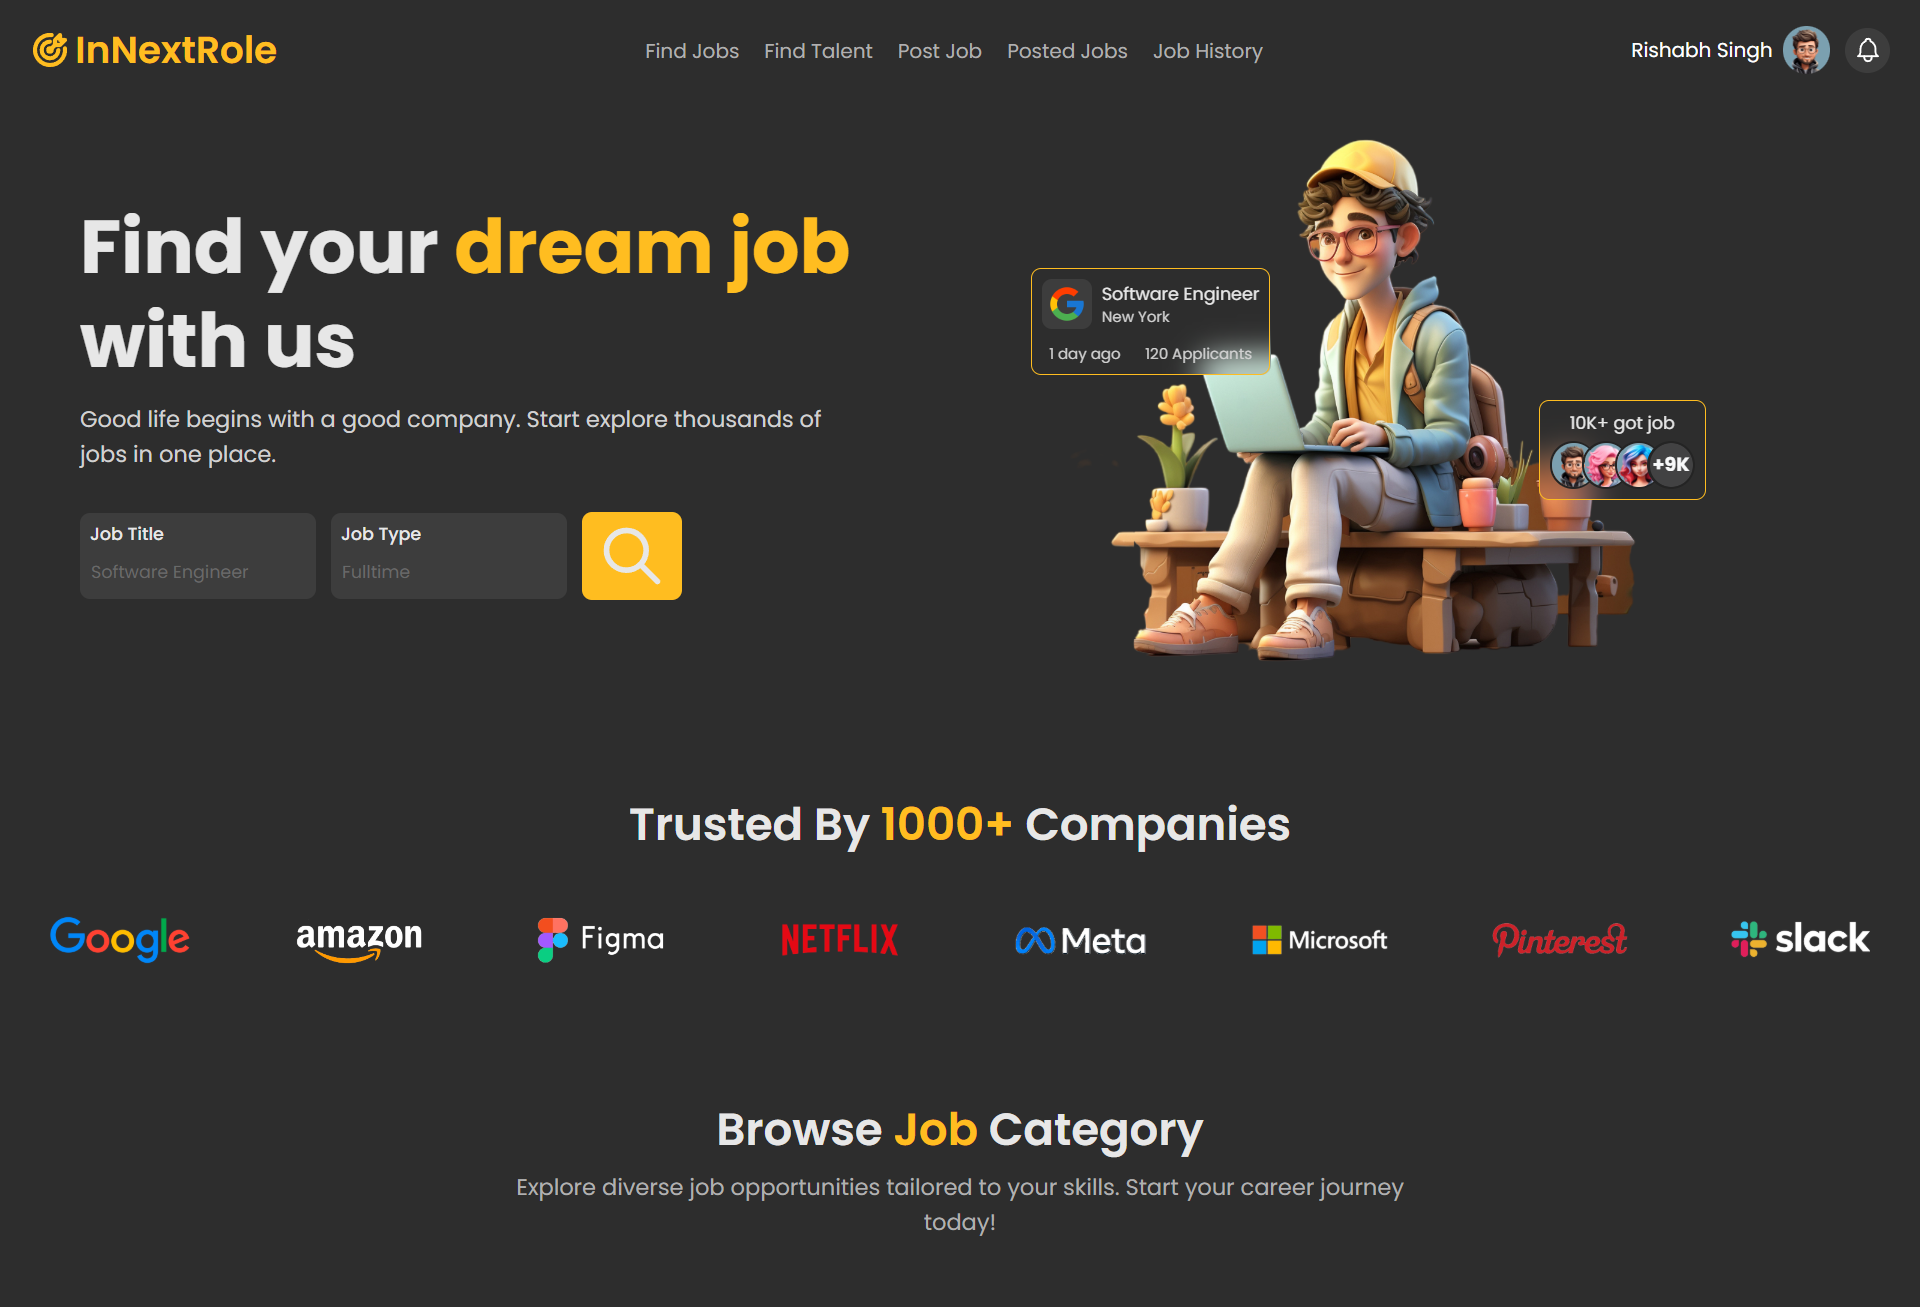 InNextRole
Find Jobs Find Talent Post Job Posted Jobs Job History
Rishabh Singh
Find your dream job
with us
Good life begins with a good company. Start explore thousands of
jobs in one place.
Job Title
Software Engineer
Job Type
Fulltime
Software Engineer
New York
1 day ago 120 Applicants
10K+ got job
+9K
Trusted By 1000+ Companies
Google
amazon
Figma
NETFLIX
Meta
Microsoft
Pinterest
slack
Browse Job Category
Explore diverse job opportunities tailored to your skills. Start your career journey
today!